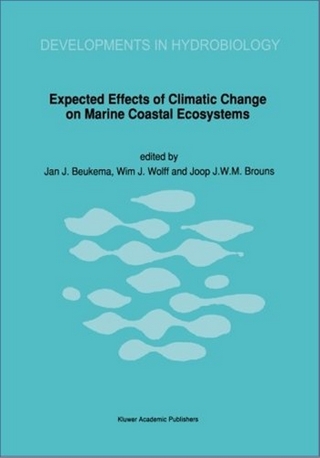 DEVELOPMENTS IN HYDROBIOLOGY
Expected Effects of Climatic Change
on Marine Coastal Ecosystems
edited by
Jan J. Beukema, Wim J. Wolff and Joop J.W.M. Brouns
Kluwer Academic Publishers